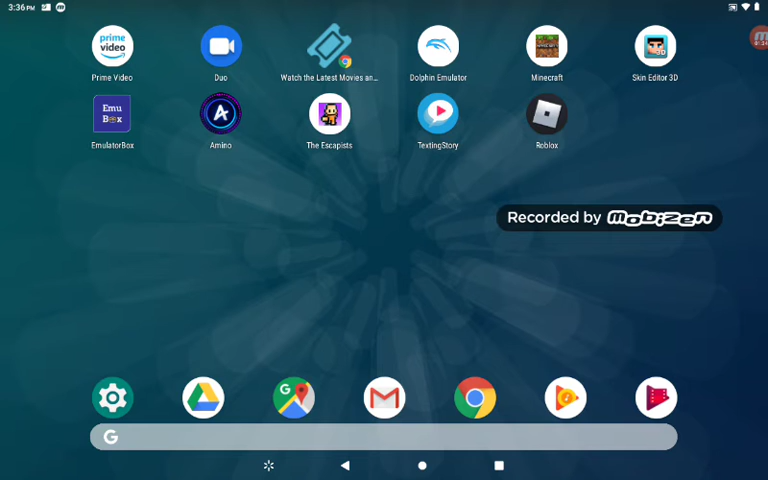 3:36 PM
prime video
Prime Video
Duo
Watch the Latest Movies an...
Dolphin Emulator
Minecraft
3D
Skin Editor 3D
Emu
Box
EmulatorBox
A
Amino
The Escapists
TextingStory
Roblox
Recorded by mobizen
G
G